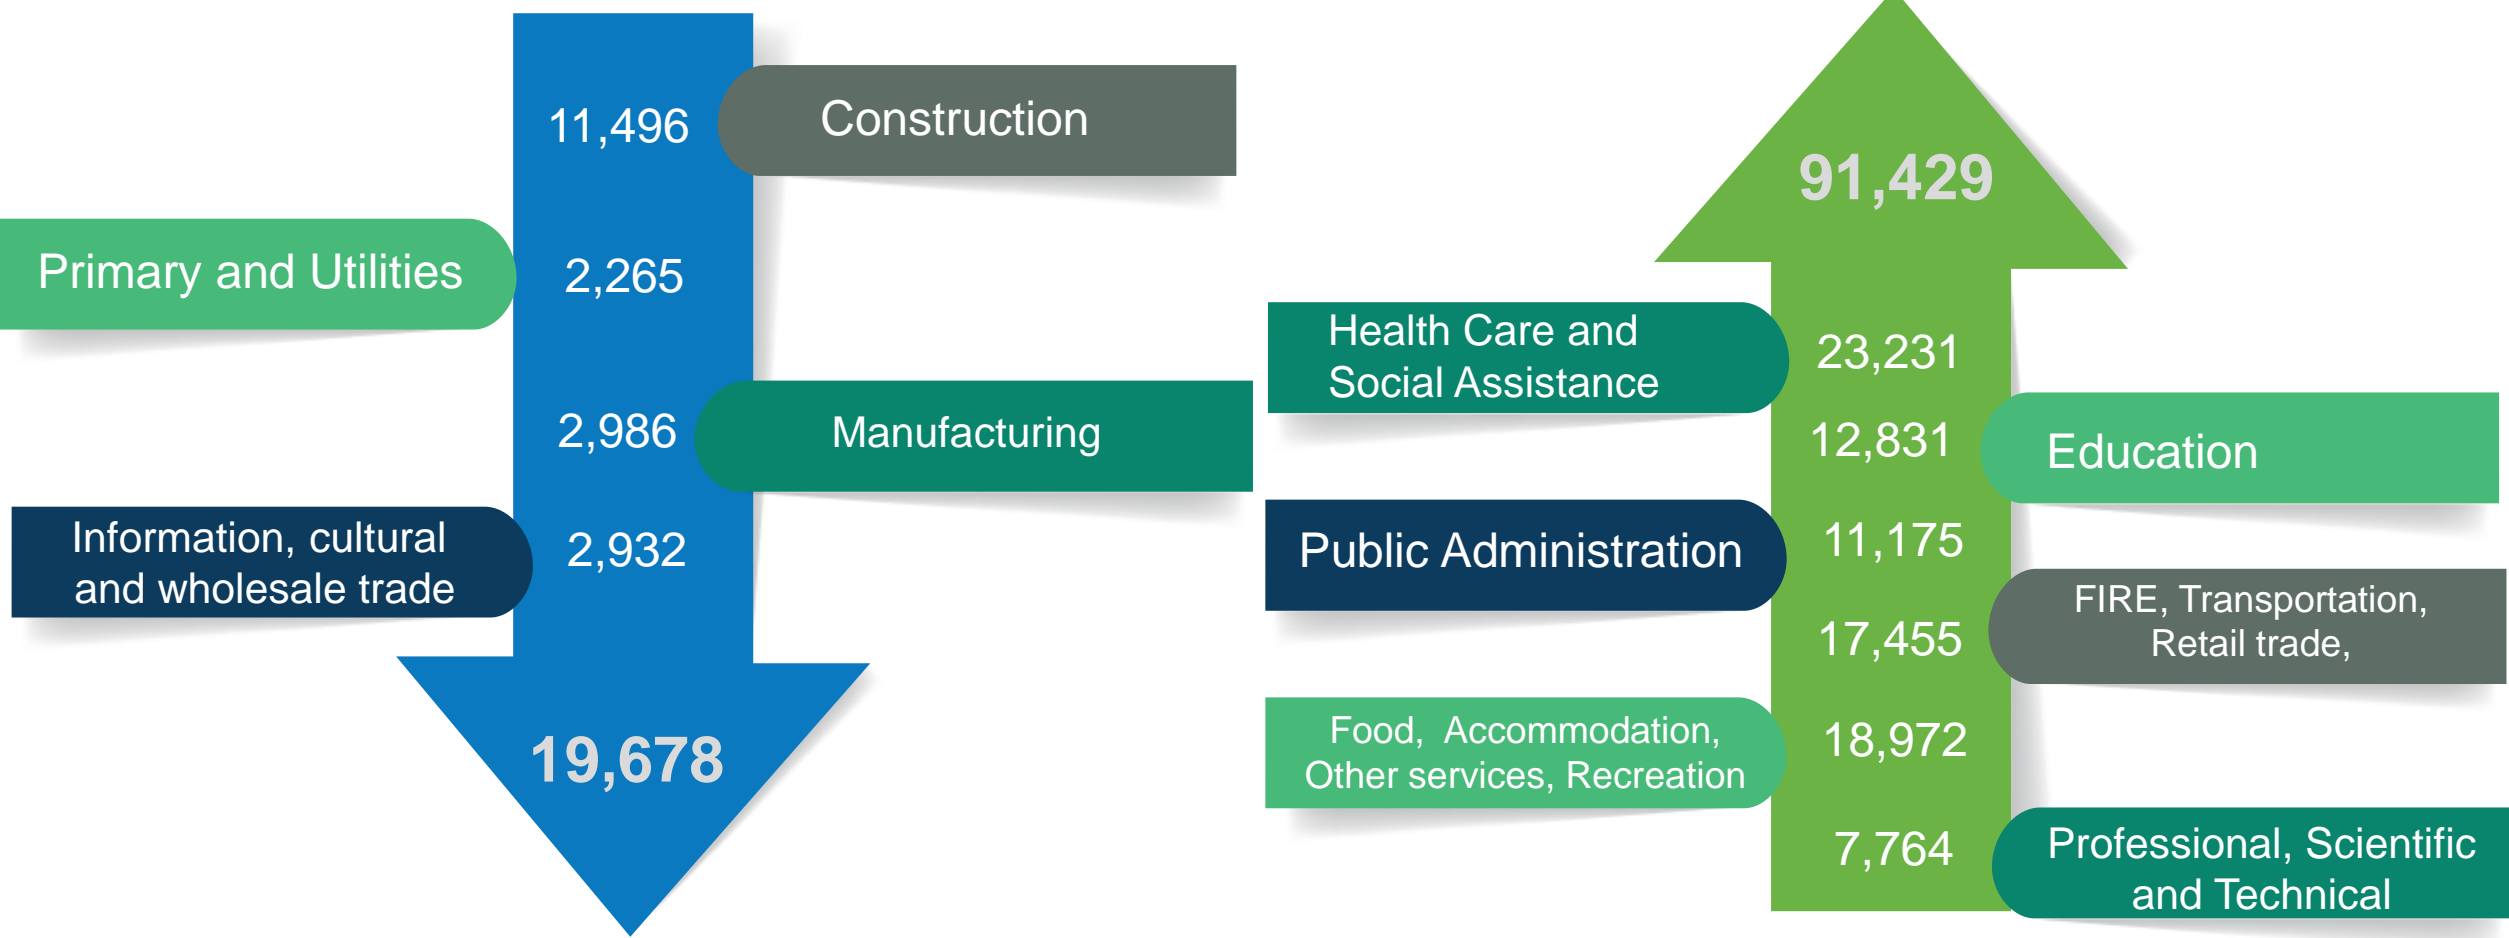 11,496
Construction
Primary and Utilities
2,265
2,986
Manufacturing
Information, cultural
and wholesale trade
2,932
19,678
91,429
Health Care and
Social Assistance
23,231
12,831
Education
Public Administration
11,175
17,455
FIRE, Transportation,
Retail trade,
Food,  Accommodation,
Other services, Recreation
18,972
7,764
Professional, Scientific
and Technical